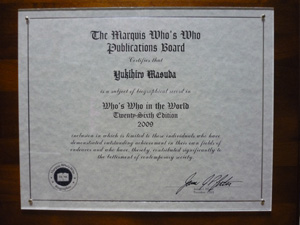 The Marquis Who's Who
Publications Board
Certifies that
Yukihiro Masuda
is a subject of biographical record in
Who's Who in the World
Twenty-Sixth Edition
2009
inclusion in which is limited to those individuals who have
demonstrated outstanding achievement in their own fields of
endeavor and who have, thereby, contributed significantly to
the betterment of contemporary society.